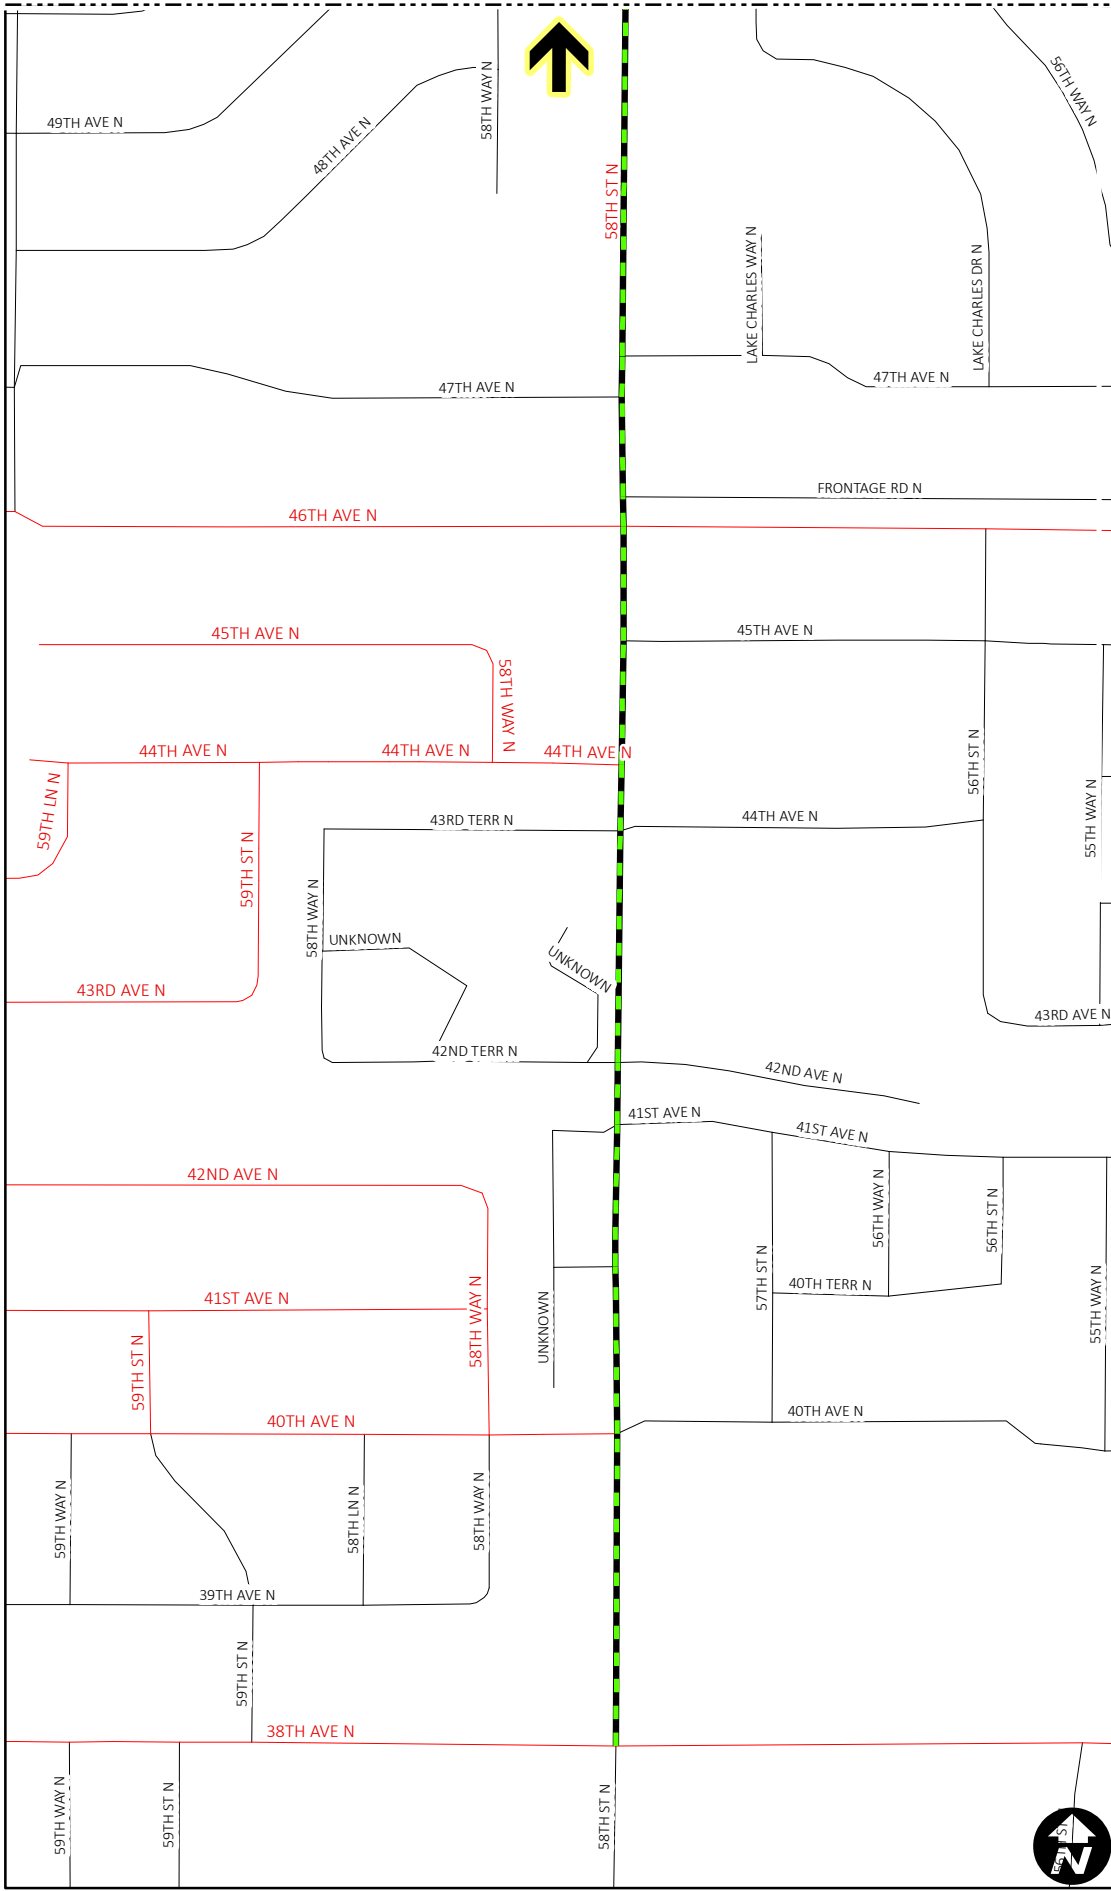 58TH WAY N
56TH WAY N
49TH AVE N
48TH AVE N
58TH ST N
LAKE CHARLES WAY N
LAKE CHARLES DR N
47TH AVE N
47TH AVE N
FRONTAGE RD N
46TH AVE N
45TH AVE N
45TH AVE N
58TH WAY N
44TH AVE N
44TH AVE N
44TH AVE N
56TH ST N
59TH LN N
55TH WAY N
43RD TERR N
44TH AVE N
59TH ST N
58TH WAY N
UNKNOWN
UNKNOWN
43RD AVE N
43RD AVE N
42ND TERR N
42ND AVE N
41ST AVE N
41ST AVE N
42ND AVE N
56TH WAY N
56TH ST N
57TH ST N
40TH TERR N
41ST AVE N
58TH WAY N
UNKNOWN
55TH WAY N
59TH ST N
40TH AVE N
40TH AVE N
59TH WAY N
58TH LN N
58TH WAY N
39TH AVE N
59TH ST N
38TH AVE N
59TH WAY N
59TH ST N
58TH ST N
N